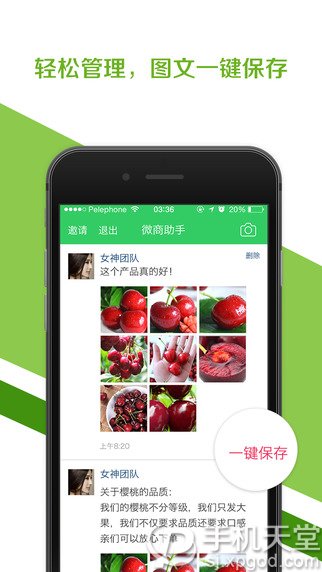 轻松管理，图文一键保存
Pelephone
03:36
20%
邀请 退出 微商助手
女神团队
删除
这个产品真的好！
上午8:20
一键保存
女神团队
关于樱桃的品质：
我们的樱桃不分等级，我们只发大
果，我们不仅要求品质还要求口感
亲们可以放心下单
手机天堂
sj.xpgod.com